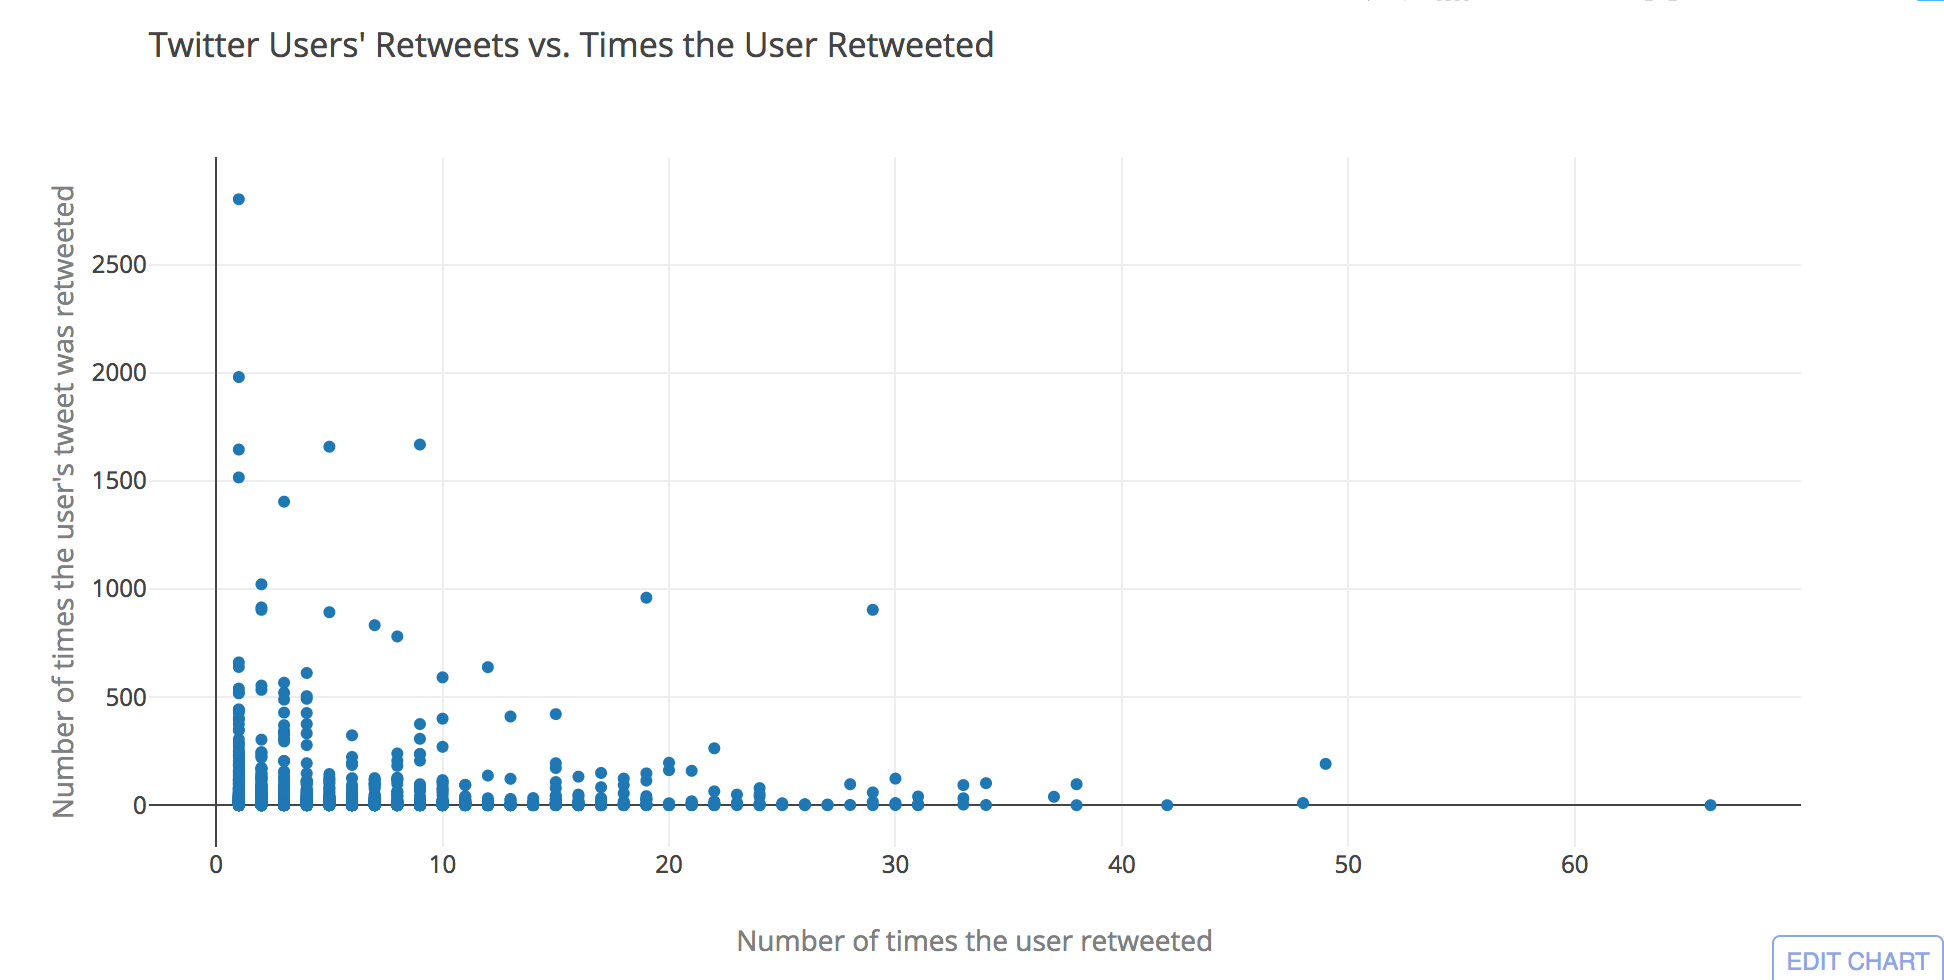 Twitter Users' Retweets vs. Times the User Retweeted
Number of times the user's tweet was retweeted
2500
2000
1500
1000
500
0
0 10 20 30 40 50 60
Number of times the user retweeted
EDIT CHART